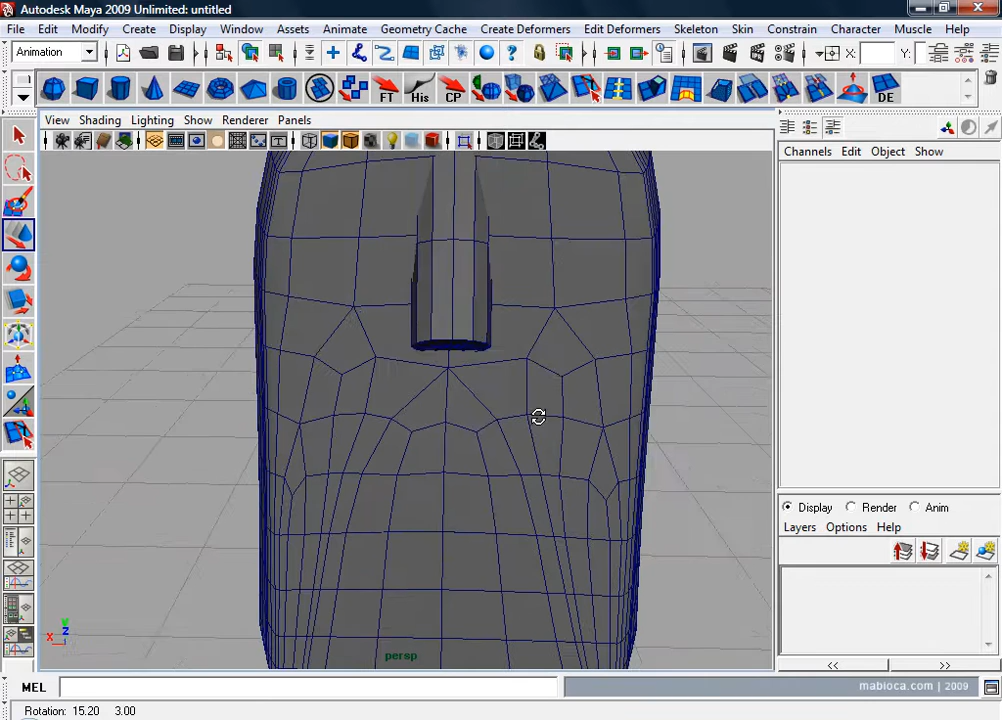 Autodesk Maya 2009 Unlimited: untitled
File Edit Modify Create Display Window Assets Animate Geometry Cache Create Deformers Edit Deformers Skeleton Skin Constrain Character Muscle Help
Animation X: Y:
FT His CP DE
View Shading Lighting Show Renderer Panels
Channels Edit Object Show
Display Render Anim
Layers Options Help
y
z
x
persp
<< >>
MEL mabioca.com | 2009
Rotation: 15.20 3.00